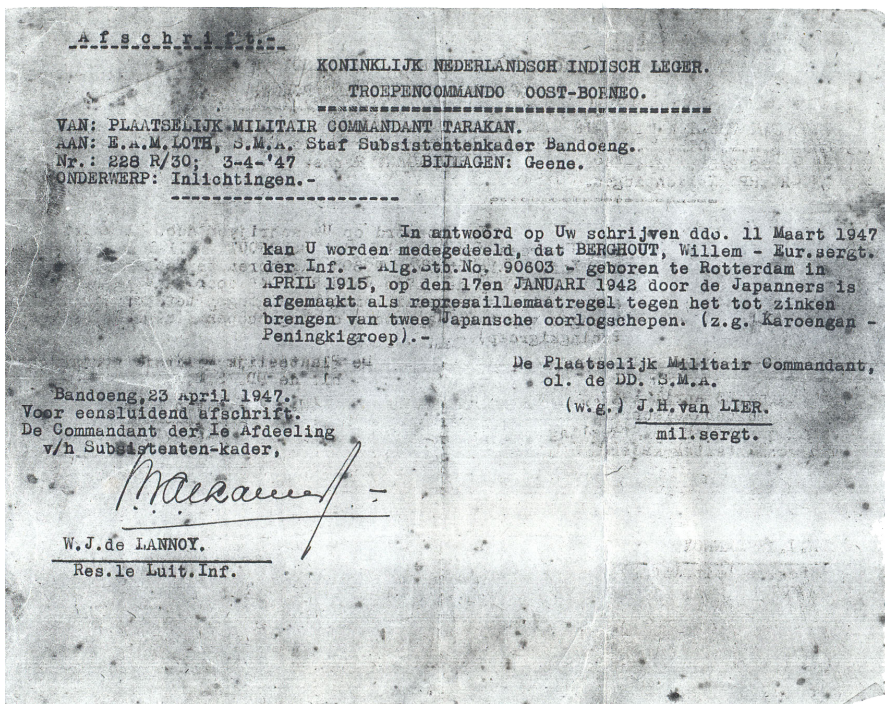 Afschrift.-
KONINKLIJK NEDERLANDSCH INDISCH LEGER.
TROEPENCOMMANDO OOST-BORNEO.
VAN: PLAATSELIJK MILITAIR COMMANDANT TARAKAN.
AAN: E.A.M.LOTH, S.M.A. Staf Subsistentenkader Bandoeng.
Nr.: 228 R/30; 3-4-'47 BIJLAGEN: Geene.
ONDERWERP: Inlichtingen.-
In antwoord op Uw schrijven ddo. 11 Maart 1947
kan U worden medegedeeld, dat BERGHOUT, Willem - Eur.sergt.
der Inf. - Alg.Stb.No. 90603 - geboren te Rotterdam in
APRIL 1915, op den 17en JANUARI 1942 door de Japanners is
afgemaakt als represaillemaatregel tegen het tot zinken
brengen van twee Japansche oorlogschepen. (z.g. Karoengan -
Peningkigroep).-
De Plaatselijk Militair Commandant,
ol. de DD. S.M.A.
(w.g.) J.H.van LIER.
mil.sergt.
Bandoeng,23 April 1947.
Voor eensluidend afschrift.
De Commandant der Ie Afdeeling
v/h Subsistenten-kader,
W.J.de LANNOY.
Res.1e Luit.Inf.